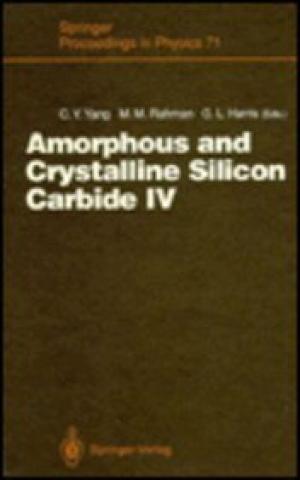 Springer
Proceedings in Physics 71
C. Y. Yang M. M. Rahman G. L. Harris (Eds.)
Amorphous and
Crystalline Silicon
Carbide IV
Springer-Verlag